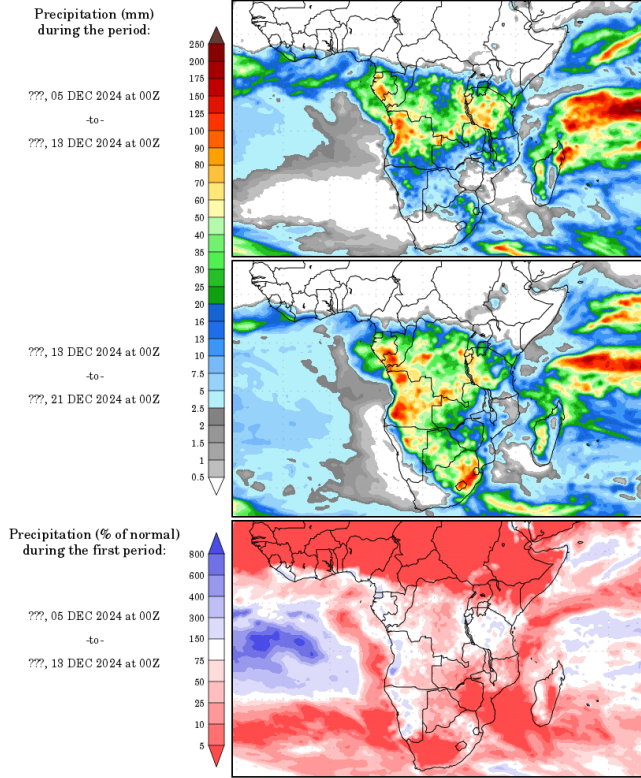 Precipitation (mm)
during the period:
250
200
175
150
125
100
90
80
70
60
50
40
35
30
25
20
16
13
10
7.5
5
2.5
2
1.5
1
0.5
???, 05 DEC 2024 at 00Z
-to-
???, 13 DEC 2024 at 00Z
???, 13 DEC 2024 at 00Z
-to-
???, 21 DEC 2024 at 00Z
Precipitation (% of normal)
during the first period:
800
600
400
300
150
75
50
25
10
5
???, 05 DEC 2024 at 00Z
-to-
???, 13 DEC 2024 at 00Z